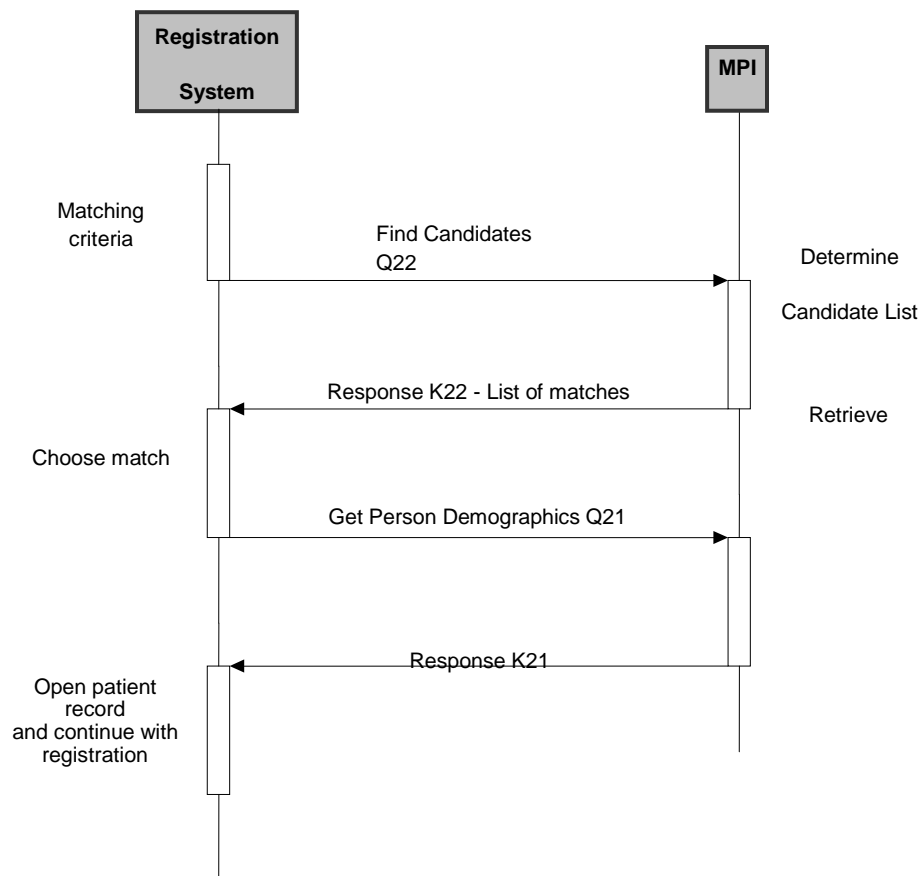 Registration
System
MPI
Matching
criteria
Find Candidates
Q22
Determine
Candidate List
Response K22 - List of matches
Retrieve
Choose match
Get Person Demographics Q21
Response K21
Open patient
record
and continue with
registration